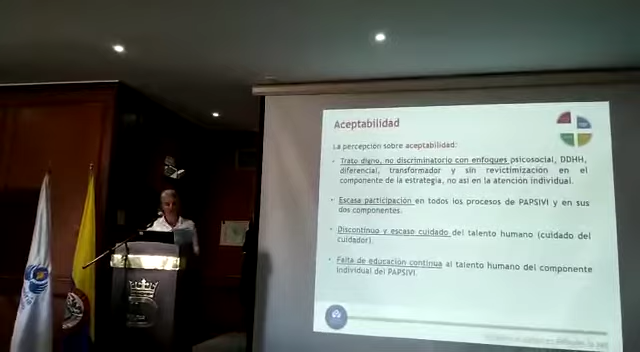 Aceptabilidad
La percepción sobre aceptabilidad:
• Trato digno, no discriminatorio con enfoques psicosocial, DDHH,
diferencial, transformador y sin revictimización en el
componente de la estrategia, no así en la atención individual.
• Escasa participación en todos los procesos de PAPSIVI y en sus
dos componentes.
• Discontinuo y escaso cuidado del talento humano (cuidado del
cuidador).
• Falta de educación continua al talento humano del componente
individual del PAPSIVI.